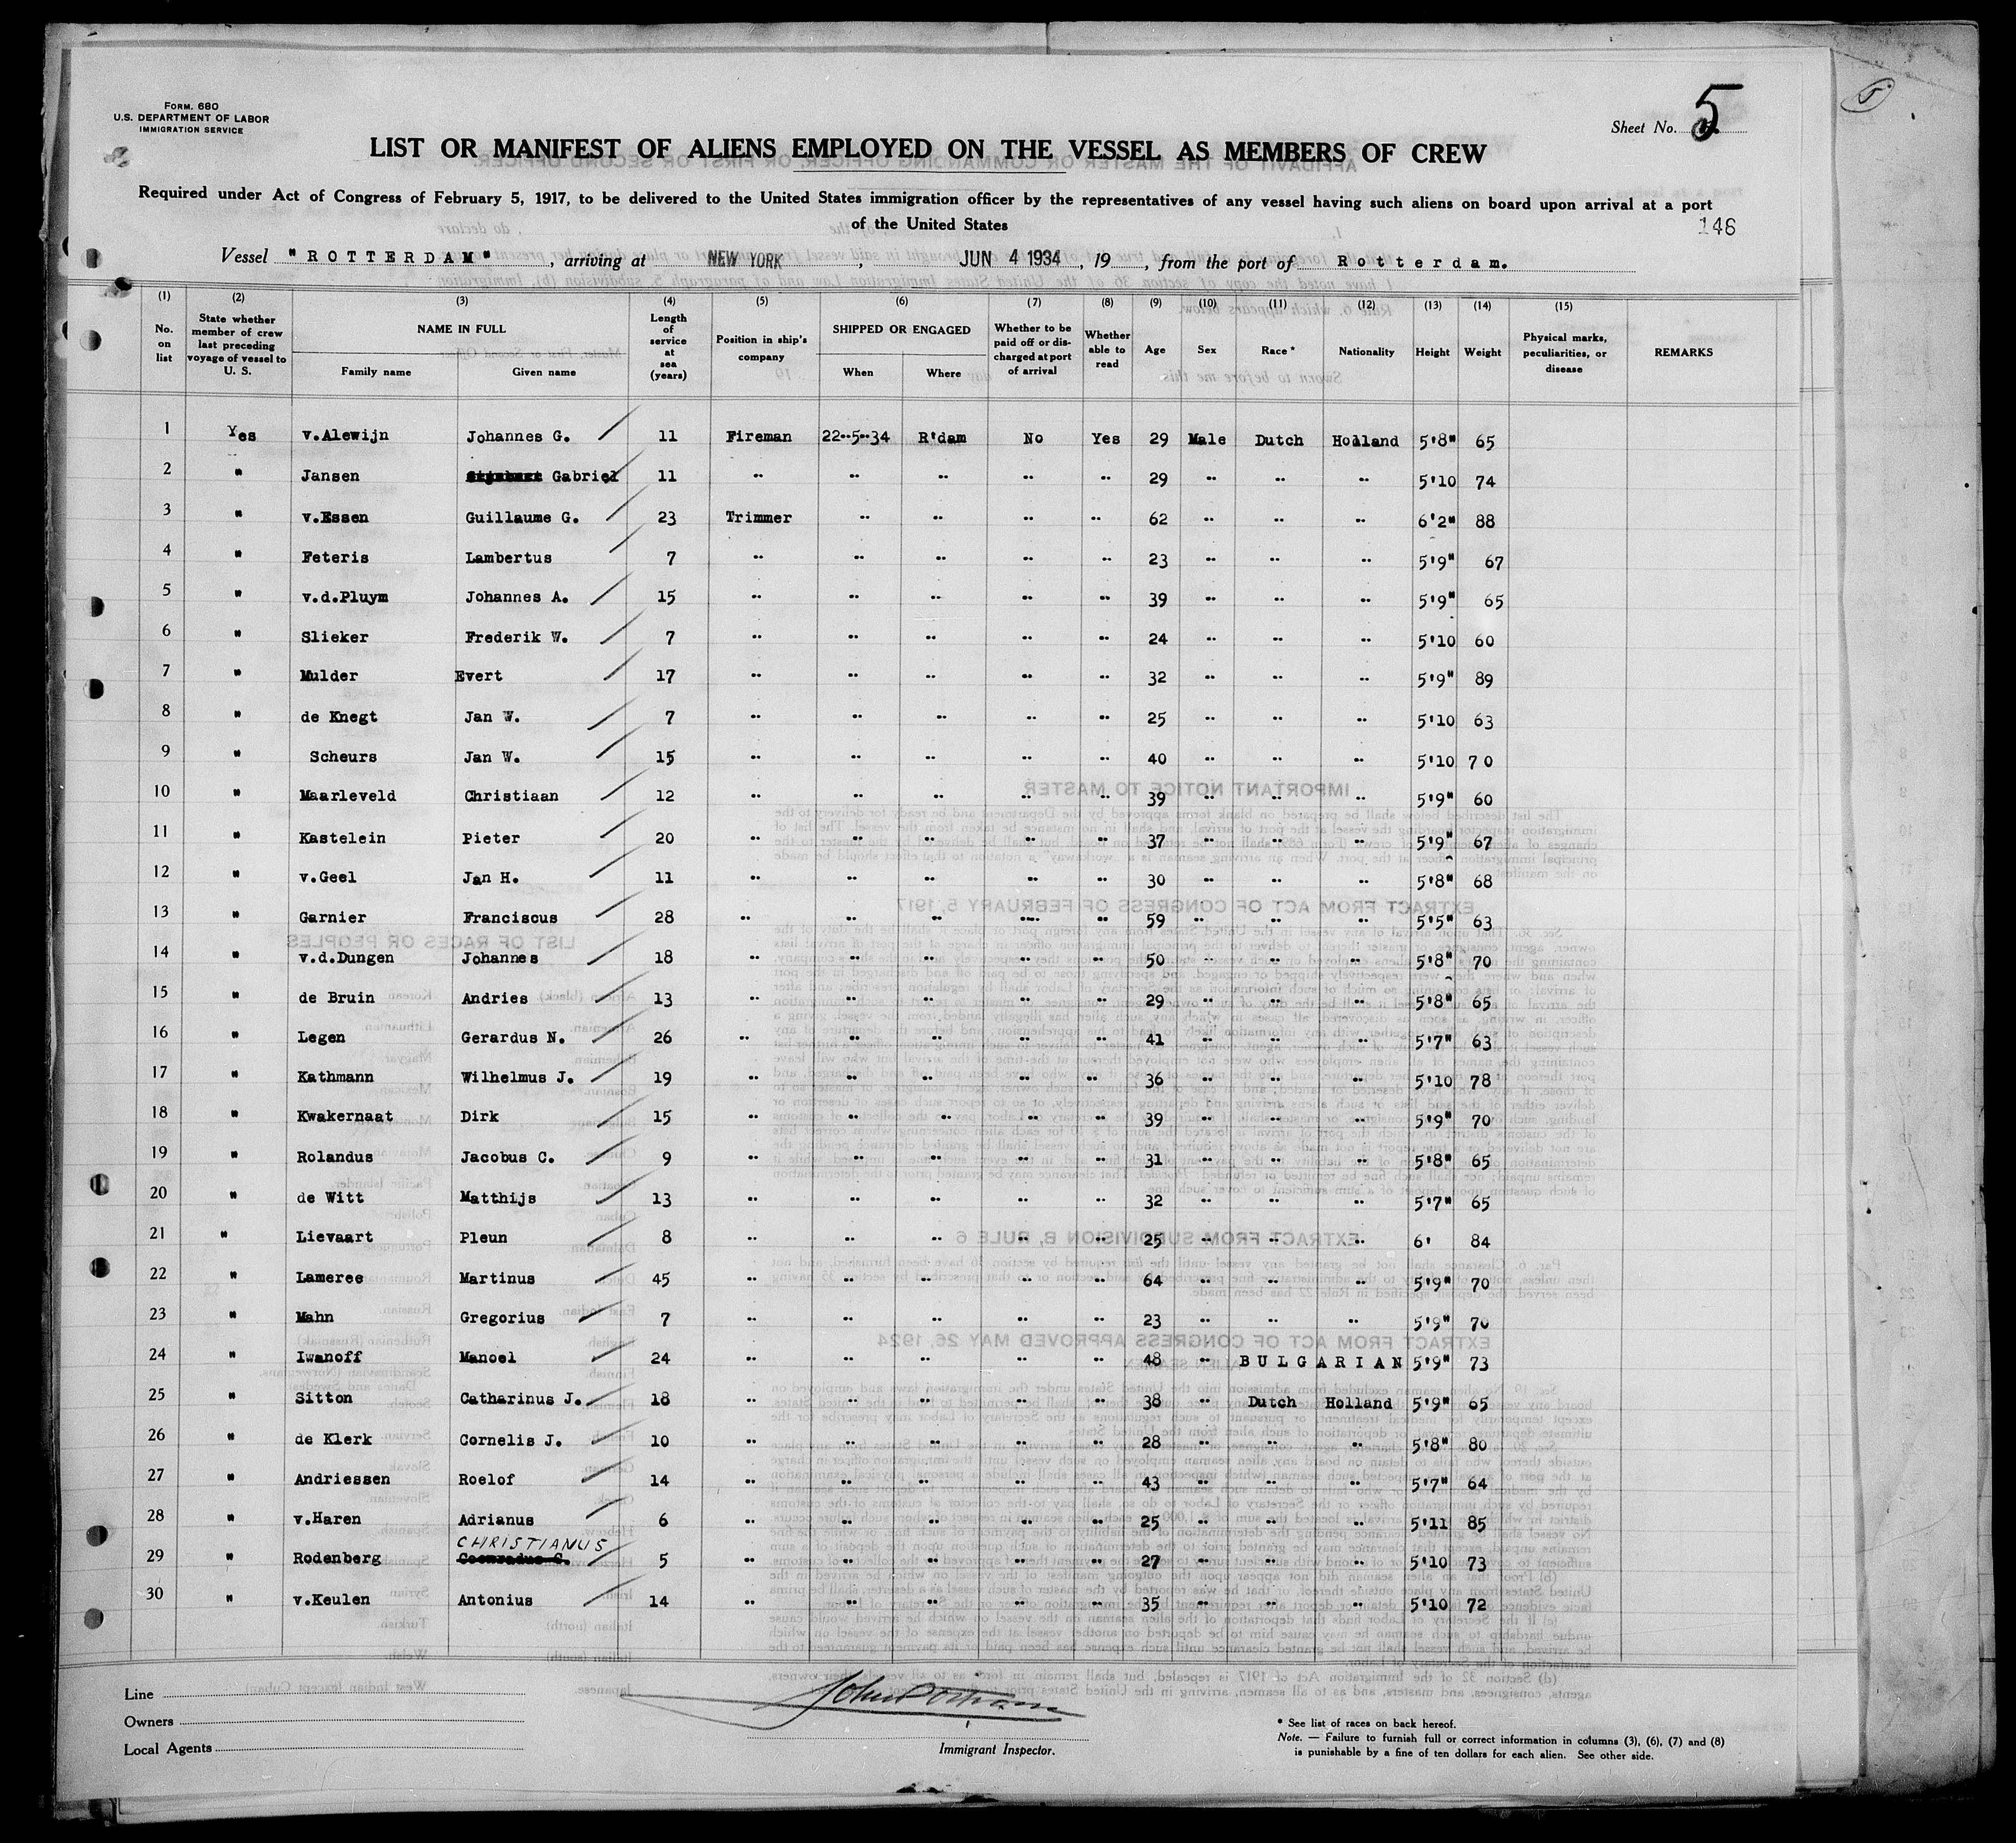 FORM. 680
U.S. DEPARTMENT OF LABOR
IMMIGRATION SERVICE
Sheet No. 5
LIST OR MANIFEST OF ALIENS EMPLOYED ON THE VESSEL AS MEMBERS OF CREW
Required under Act of Congress of February 5, 1917, to be delivered to the United States immigration officer by the representatives of any vessel having such aliens on board upon arrival at a port
of the United States
146
Vessel "ROTTERDAM", arriving at NEW YORK, JUN 4 1934, 19, from the port of Rotterdam.
(1) (2) (3) (4) (5) (6) (7) (8) (9) (10) (11) (12) (13) (14) (15)
No. on list State whether member of crew last preceding voyage of vessel to U. S. NAME IN FULL Family name Given name Length of service at sea (years) Position in ship's company SHIPPED OR ENGAGED When Where Whether to be paid off or discharged at port of arrival Whether able to read Age Sex Race * Nationality Height Weight Physical marks, peculiarities, or disease REMARKS
1 Yes v.Alewijn Johannes G. 11 Fireman 22-5-34 R'dam No Yes 29 Male Dutch Holland 5'8" 65
2 " Jansen Gabriel 11 " " " " " 29 " " " 5'10 74
3 " v.Essen Guillaume G. 23 Trimmer " " " " 62 " " " 6'2" 88
4 " Feteris Lambertus 7 " " " " " 23 " " " 5'9" 67
5 " v.d.Pluym Johannes A. 15 " " " " " 39 " " " 5'9" 65
6 " Slieker Frederik W. 7 " " " " " 24 " " " 5'10 60
7 " Mulder Evert 17 " " " " " 32 " " " 5'9" 89
8 " de Knegt Jan W. 7 " " " " " 25 " " " 5'10 63
9 " Scheurs Jan W. 15 " " " " " 40 " " " 5'10 70
10 " Maarleveld Christiaan 12 " " " " " 39 " " " 5'9" 60
11 " Kastelein Pieter 20 " " " " " 37 " " " 5'9" 67
12 " v.Geel Jan H. 11 " " " " " 30 " " " 5'8" 68
13 " Garnier Franciscus 28 " " " " " 59 " " " 5'5" 63
14 " v.d.Dungen Johannes 18 " " " " " 50 " " " 5'8" 70
15 " de Bruin Andries 13 " " " " " 29 " " " 5'8" 65
16 " Legen Gerardus N. 26 " " " " " 41 " " " 5'7" 63
17 " Kathmann Wilhelmus J. 19 " " " " " 36 " " " 5'10 78
18 " Kwakernaat Dirk 15 " " " " " 39 " " " 5'9" 70
19 " Rolandus Jacobus C. 9 " " " " " 31 " " " 5'8" 65
20 " de Witt Matthijs 13 " " " " " 32 " " " 5'7" 65
21 " Lievaart Pleun 8 " " " " " 25 " " " 6' 84
22 " Lameree Martinus 45 " " " " " 64 " " " 5'9" 70
23 " Mahn Gregorius 7 " " " " " 23 " " " 5'9" 70
24 " Iwanoff Manoel 24 " " " " " 48 " BULGARIAN 5'9" 73
25 " Sitton Catharinus J. 18 " " " " " 38 " Dutch Holland 5'9" 65
26 " de Klerk Cornelis J. 10 " " " " " 28 " " " 5'8" 80
27 " Andriessen Roelof 14 " " " " " 43 " " " 5'7" 64
28 " v.Haren Adrianus 6 " " " " " 25 " " " 5'11 85
CHRISTIANUS
29 " Rodenberg 5 " " " " " 27 " " " 5'10 73
30 " v.Keulen Antonius 14 " " " " " 35 " " " 5'10 72
Line
Owners
Local Agents
Immigrant Inspector.
* See list of races on back hereof.
Note. — Failure to furnish full or correct information in columns (3), (6), (7) and (8)
is punishable by a fine of ten dollars for each alien. See other side.